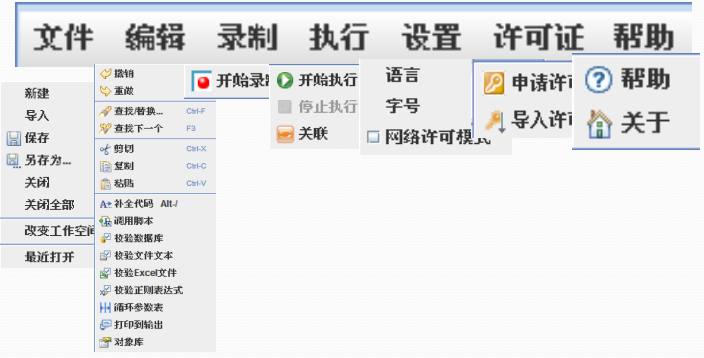 文件 编辑 录制 执行 设置 许可证 帮助
新建
导入
保存
另存为...
关闭
关闭全部
改变工作空间
最近打开
撤销
重做
查找/替换... Ctrl-F
查找下一个 F3
剪切 Ctrl-X
复制 Ctrl-C
粘贴 Ctrl-V
补全代码 Alt-/
调用脚本
校验数据库
校验文件文本
校验Excel文件
校验正则表达式
循环参数表
打印到输出
对象库
开始录
开始执行
停止执行
关联
语言
字号
网络许可模式
申请许可
导入许可
帮助
关于